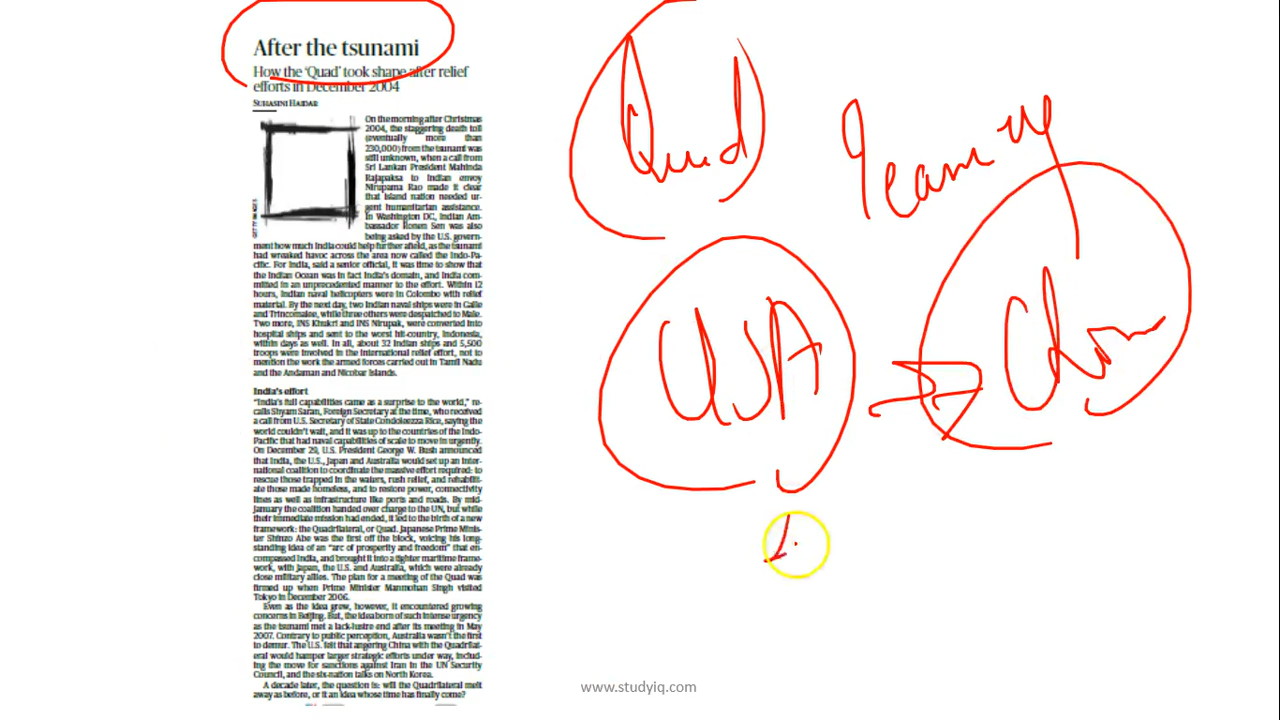 After the tsunami
How the 'Quad' took shape after relief
efforts in December 2004
SUHASINI HAIDAR
On the morning after Christmas
2004, the staggering death toll
(eventually more than
230,000) from the tsunami was
still unknown, when a call from
Sri Lankan President Mahinda
Rajapaksa to Indian envoy
Nirupama Rao made it clear
that island nation needed ur-
gent humanitarian assistance.
In Washington DC, Indian Am-
bassador Ronen Sen was also
being asked by the U.S. govern-
ment how much India could help further afield, as the tsunami
had wreaked havoc across the area now called the Indo-Pa-
cific. For India, said a senior official, it was time to show that
the Indian Ocean was in fact India's domain, and India com-
mitted in an unprecedented manner to the effort. Within 12
hours, Indian naval helicopters were in Colombo with relief
material. By the next day, two Indian naval ships were in Galle
and Trincomalee, while three others were despatched to Male.
Two more, INS Khukri and INS Nirupak, were converted into
hospital ships and sent to the worst hit-country, Indonesia,
within days as well. In all, about 32 Indian ships and 5,500
troops were involved in the international relief effort, not to
mention the work the armed forces carried out in Tamil Nadu
and the Andaman and Nicobar Islands.
India's effort
"India's full capabilities came as a surprise to the world," re-
calls Shyam Saran, Foreign Secretary at the time, who received
a call from U.S. Secretary of State Condoleezza Rice, saying the
world couldn't wait, and it was up to the countries of the Indo-
Pacific that had naval capabilities of scale to move in urgently.
On December 29, U.S. President George W. Bush announced
that India, the U.S., Japan and Australia would set up an inter-
national coalition to coordinate the massive effort required: to
rescue those trapped in the waters, rush relief, and rehabilit-
ate those made homeless, and to restore power, connectivity
lines as well as infrastructure like ports and roads. By mid-
January the coalition handed over charge to the UN, but while
their immediate mission had ended, it led to the birth of a new
framework: the Quadrilateral, or Quad. Japanese Prime Minis-
ter Shinzo Abe was the first off the block, voicing his long-
standing idea of an "arc of prosperity and freedom" that en-
compassed India, and brought it into a tighter maritime frame-
work, with Japan, the U.S. and Australia, which were already
close military allies. The plan for a meeting of the Quad was
firmed up when Prime Minister Manmohan Singh visited
Tokyo in December 2006.
Even as the idea grew, however, it encountered growing
concerns in Beijing. But, the idea born of such intense urgency
as the tsunami met a lack-lustre end after its meeting in May
2007. Contrary to public perception, Australia wasn't the first
to demur. The U.S. felt that angering China with the Quadrilat-
eral would hamper larger strategic efforts under way, includ-
ing the move for sanctions against Iran in the UN Security
Council, and the six-nation talks on North Korea.
A decade later, the question is: will the Quadrilateral melt
away as before, or it an idea whose time has finally come?
Quad
Team up
USA
China
www.studyiq.com